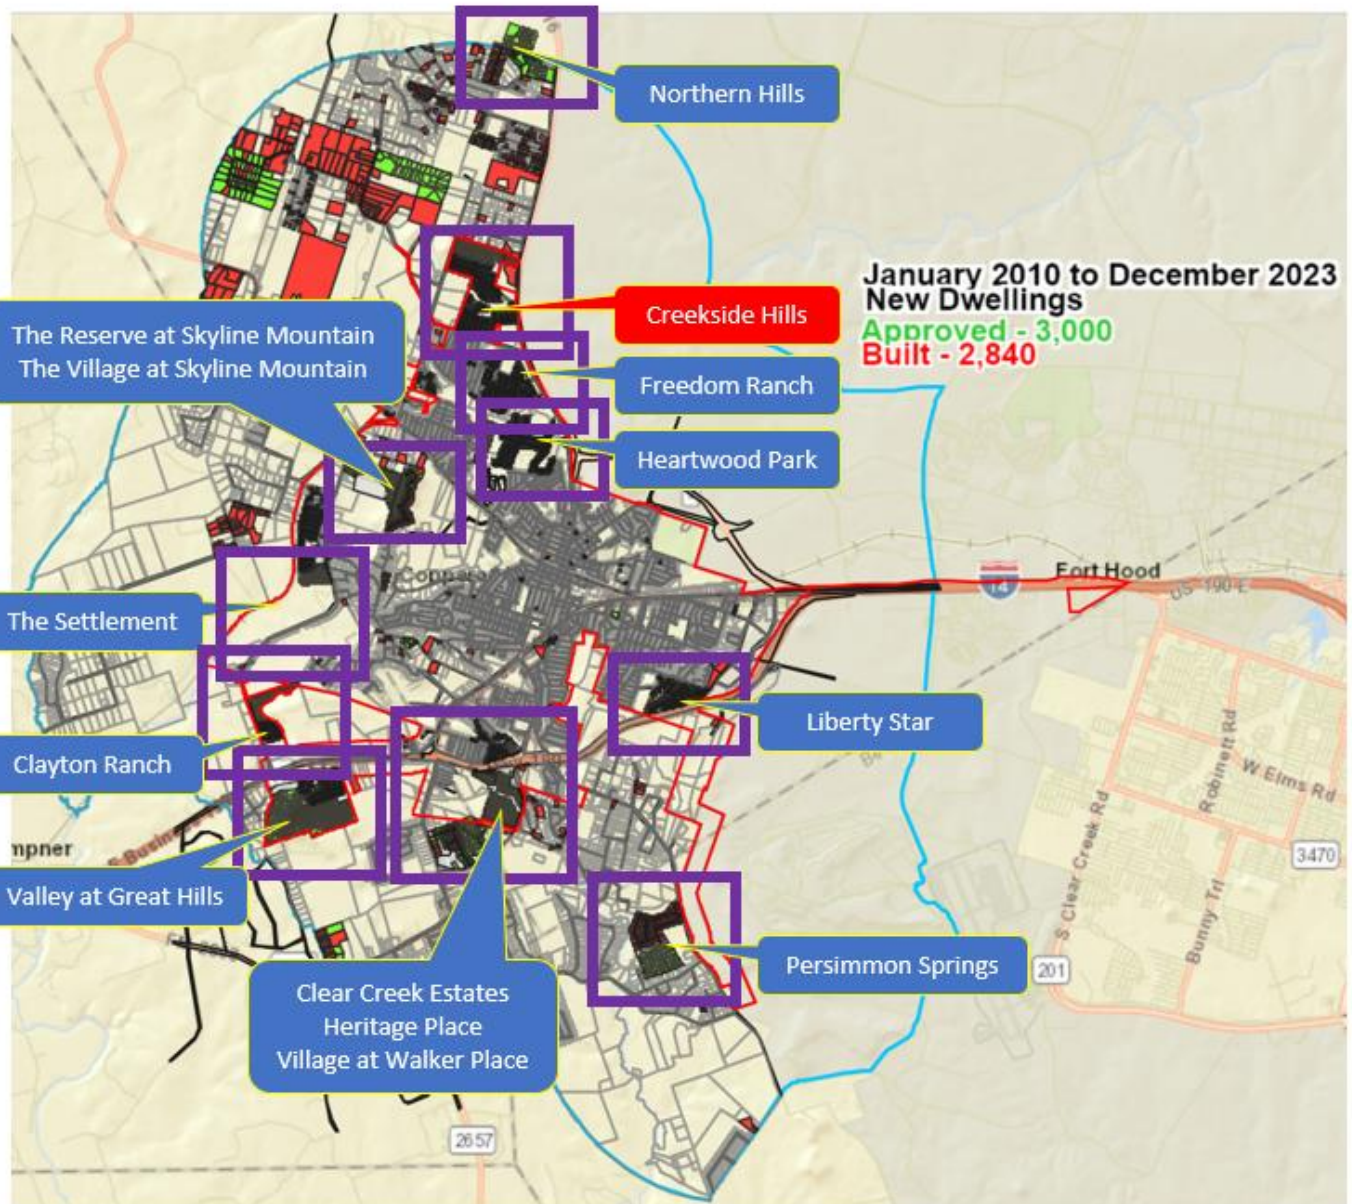 Northern Hills
January 2010 to December 2023
New Dwellings
Approved - 3,000
Built - 2,840
Creekside Hills
The Reserve at Skyline Mountain
The Village at Skyline Mountain
Freedom Ranch
Heartwood Park
Coppera
14
Fort Hood
US 190 E
The Settlement
Liberty Star
Clayton Ranch
Robinett Rd
W Elms Rd
S Clear Creek Rd
mpner
3470
Valley at Great Hills
Bunny Trl
Persimmon Springs
201
Clear Creek Estates
Heritage Place
Village at Walker Place
2657